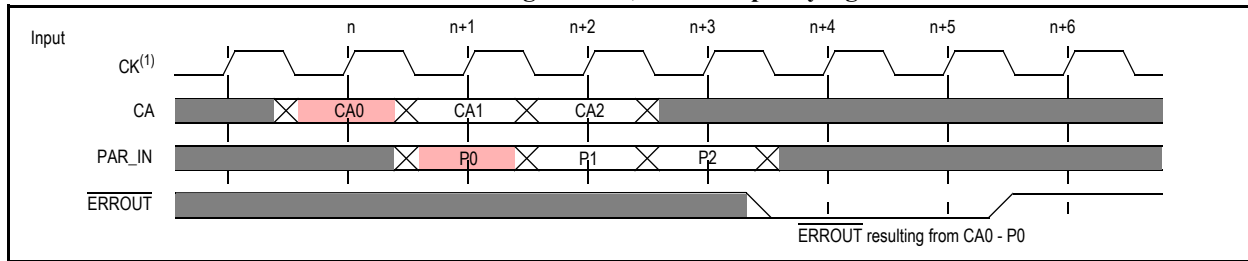 n n+1 n+2 n+3 n+4 n+5 n+6
Input
CK(1)
CA CA0 CA1 CA2
PAR_IN P0 P1 P2
ERROUT
ERROUT resulting from CA0 - P0